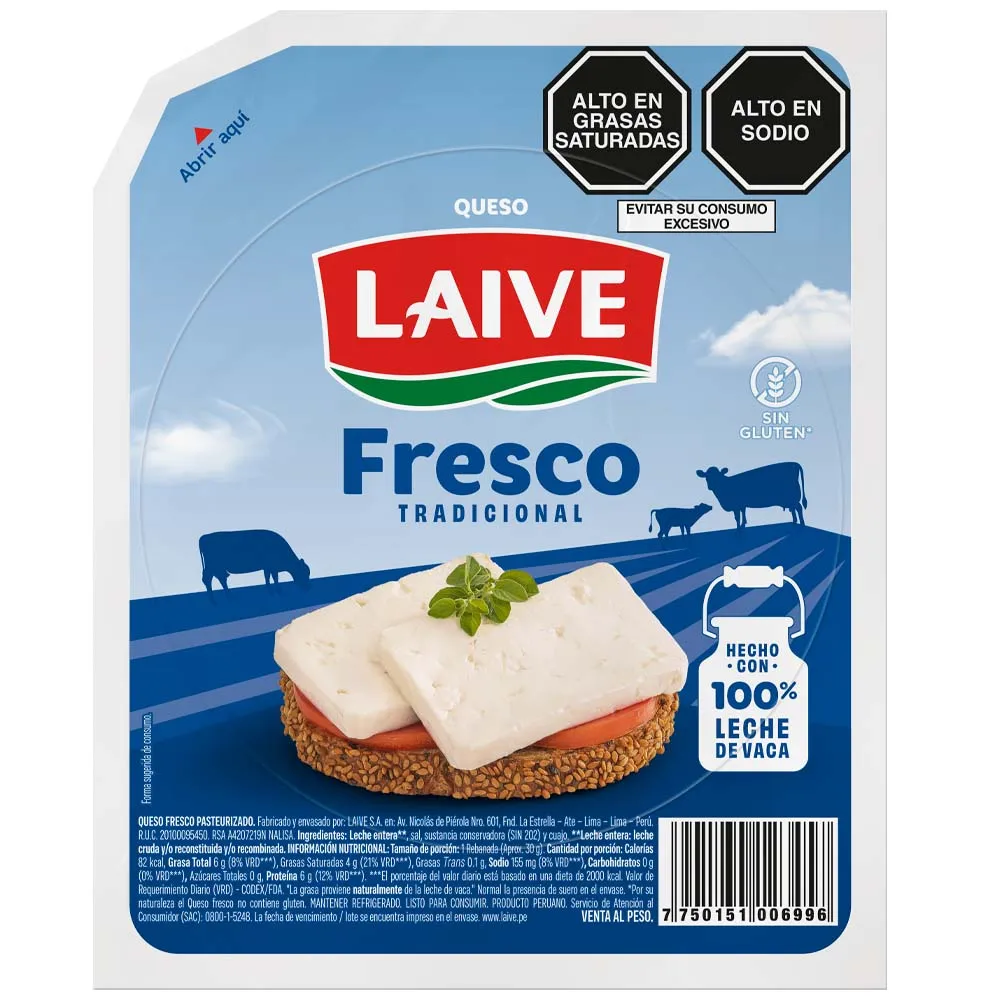 Abrir aquí
ALTO EN
GRASAS
SATURADAS
ALTO EN
SODIO
EVITAR SU CONSUMO
EXCESIVO
QUESO
LAIVE
SIN
GLUTEN*
Fresco
TRADICIONAL
HECHO
·CON·
100%
LECHE
DE VACA
Forma sugerida de consumo.
QUESO FRESCO PASTEURIZADO. Fabricado y envasado por: LAIVE S.A. en: Av. Nicolás de Piérola Nro. 601, Fnd. La Estrella – Ate – Lima – Lima – Perú.
R.U.C. 20100095450. RSA A4207219N NALISA. Ingredientes: Leche entera**, sal, sustancia conservadora (SIN 202) y cuajo. **Leche entera: leche
cruda y/o reconstituida y/o recombinada. INFORMACIÓN NUTRICIONAL: Tamaño de porción: 1 Rebanada (Aprox. 30 g). Cantidad por porción: Calorías
82 kcal, Grasa Total 6 g (8% VRD***), Grasas Saturadas 4 g (21% VRD***), Grasas Trans 0.1 g, Sodio 155 mg (8% VRD***), Carbohidratos 0 g
(0% VRD***), Azúcares Totales 0 g, Proteína 6 g (12% VRD***). ***El porcentaje del valor diario está basado en una dieta de 2000 kcal. Valor de
Requerimiento Diario (VRD) - CODEX/FDA. "La grasa proviene naturalmente de la leche de vaca." Normal la presencia de suero en el envase. *Por su
naturaleza el Queso fresco no contiene gluten. MANTENER REFRIGERADO. LISTO PARA CONSUMIR. PRODUCTO PERUANO. Servicio de Atención al
Consumidor (SAC): 0800-1-5248. La fecha de vencimiento / lote se encuentra impreso en el envase. www.laive.pe
VENTA AL PESO.
7 750151 006996